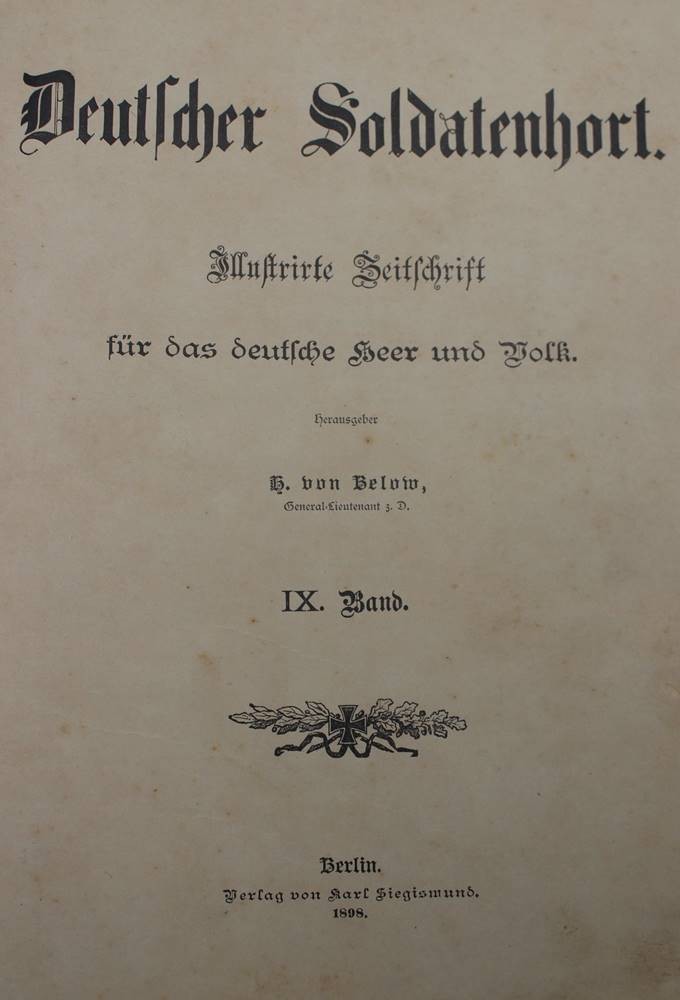 Deutſcher Soldatenhort.
Illuſtrirte Zeitſchrift
für das deutſche Heer und Volk.
Herausgeber
H. von Below,
General-Lieutenant z. D.
IX. Band.
Berlin.
Verlag von Karl Siegismund.
1898.